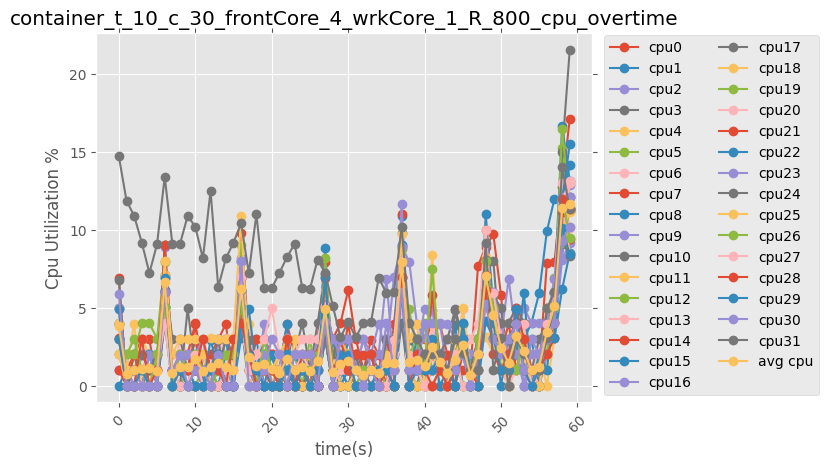 container_t_10_c_30_frontCore_4_wrkCore_1_R_800_cpu_overtime
Cpu Utilization %
20
15
10
5
0
0
10
20
30
40
50
60
time(s)
cpu0
cpu1
cpu2
cpu3
cpu4
cpu5
cpu6
cpu7
cpu8
cpu9
cpu10
cpu11
cpu12
cpu13
cpu14
cpu15
cpu16
cpu17
cpu18
cpu19
cpu20
cpu21
cpu22
cpu23
cpu24
cpu25
cpu26
cpu27
cpu28
cpu29
cpu30
cpu31
avg cpu